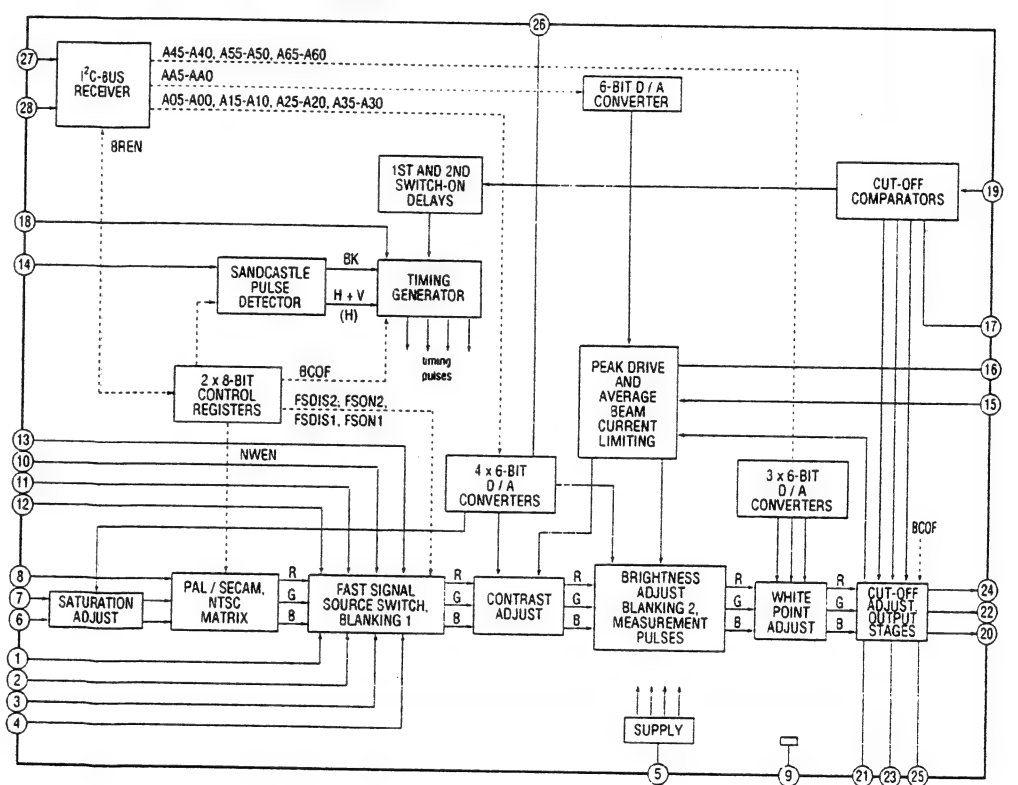 26
27
28
I²C-BUS
RECEIVER
A45-A40, A55-A50, A65-A60
AA5-AA0
A05-A00, A15-A10, A25-A20, A35-A30
6-BIT D / A
CONVERTER
BREN
1ST AND 2ND
SWITCH-ON
DELAYS
CUT-OFF
COMPARATORS
19
18
14
SANDCASTLE
PULSE
DETECTOR
BK
H + V
(H)
TIMING
GENERATOR
timing
pulses
17
16
15
PEAK DRIVE
AND
AVERAGE
BEAM
CURRENT
LIMITING
2 x 8-BIT
CONTROL
REGISTERS
BCOF
FSDIS2, FSON2,
FSDIS1, FSON1
13
10
11
12
NWEN
4 x 6-BIT
D / A
CONVERTERS
3 x 6-BIT
D / A
CONVERTERS
BCOF
8
7
6
SATURATION
ADJUST
PAL / SECAM,
NTSC
MATRIX
R
G
B
FAST SIGNAL
SOURCE SWITCH,
BLANKING 1
R
G
B
CONTRAST
ADJUST
R
G
B
BRIGHTNESS
ADJUST
BLANKING 2,
MEASUREMENT
PULSES
R
G
B
WHITE
POINT
ADJUST
R
G
B
CUT-OFF
ADJUST,
OUTPUT
STAGES
24
22
20
1
2
3
4
SUPPLY
5
9
21
23
25